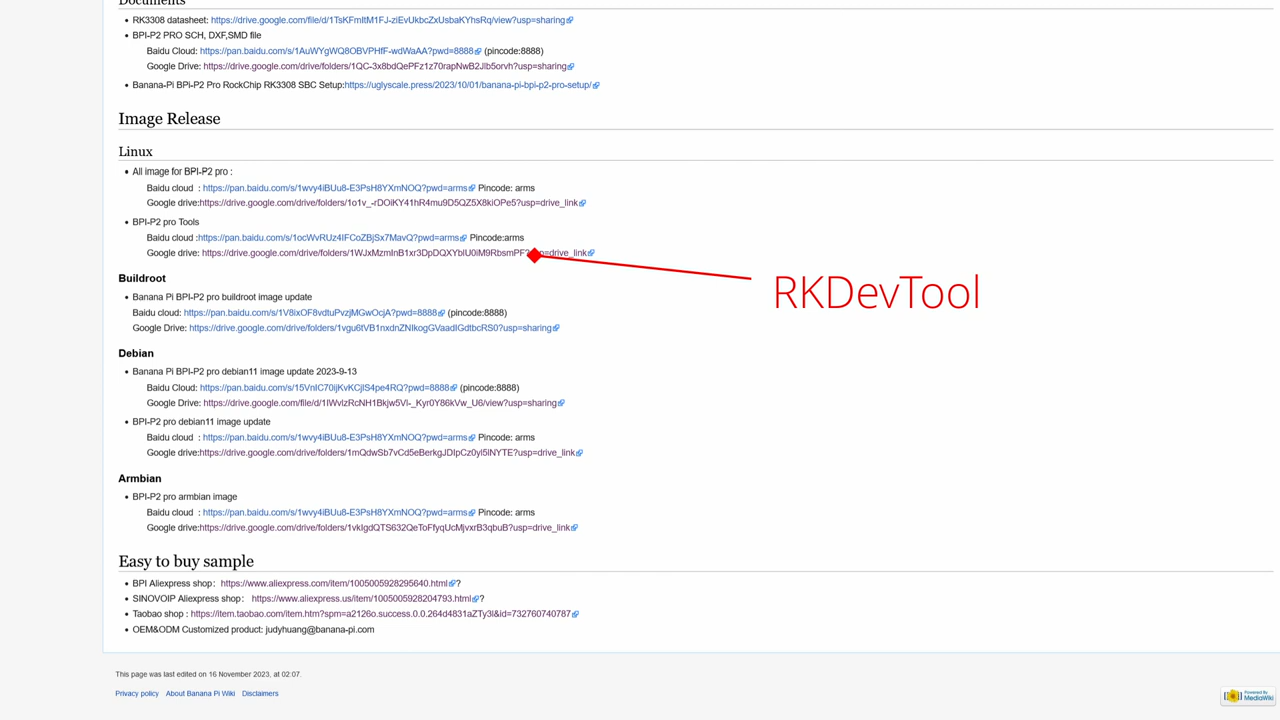 Documents
RK3308 datasheet: https://drive.google.com/file/d/1TsKFmItM1FJ-ziEvUkbcZxUsbaKYhsRq/view?usp=sharing
BPI-P2 PRO SCH, DXF,SMD file
Baidu Cloud: https://pan.baidu.com/s/1AuWYgWQ8OBVPHfF-wdWaAA?pwd=8888 (pincode:8888)
Google Drive: https://drive.google.com/drive/folders/1QC-3x8bdQePFz1z70rapNwB2Jlb5orvh?usp=sharing
Banana-Pi BPI-P2 Pro RockChip RK3308 SBC Setup:https://uglyscale.press/2023/10/01/banana-pi-bpi-p2-pro-setup/
Image Release
Linux
All image for BPI-P2 pro :
Baidu cloud : https://pan.baidu.com/s/1wvy4iBUu8-E3PsH8YXmNOQ?pwd=arms Pincode: arms
Google drive:https://drive.google.com/drive/folders/1o1v_-rDOiKY41hR4mu9D5QZ5X8kiOPe5?usp=drive_link
BPI-P2 pro Tools
Baidu cloud :https://pan.baidu.com/s/1ocWvRUz4IFCoZBjSx7MavQ?pwd=arms Pincode:arms
Google drive: https://drive.google.com/drive/folders/1WJxMzmInB1xr3DpDQXYblU0iM9RbsmPF?usp=drive_link
RKDevTool
Buildroot
Banana Pi BPI-P2 pro buildroot image update
Baidu cloud: https://pan.baidu.com/s/1V8ixOF8vdtuPvzjMGwOcjA?pwd=8888 (pincode:8888)
Google Drive: https://drive.google.com/drive/folders/1vgu6tVB1nxdnZNlkogGVaadIGdtbcRS0?usp=sharing
Debian
Banana Pi BPI-P2 pro debian11 image update 2023-9-13
Baidu Cloud: https://pan.baidu.com/s/15VnIC70ijKvKCjlS4pe4RQ?pwd=8888 (pincode:8888)
Google Drive: https://drive.google.com/file/d/1IWvlzRcNH1Bkjw5Vl-_Kyr0Y86kVw_U6/view?usp=sharing
BPI-P2 pro debian11 image update
Baidu cloud : https://pan.baidu.com/s/1wvy4iBUu8-E3PsH8YXmNOQ?pwd=arms Pincode: arms
Google drive:https://drive.google.com/drive/folders/1mQdwSb7vCd5eBerkgJDIpCz0yl5lNYTE?usp=drive_link
Armbian
BPI-P2 pro armbian image
Baidu cloud : https://pan.baidu.com/s/1wvy4iBUu8-E3PsH8YXmNOQ?pwd=arms Pincode: arms
Google drive:https://drive.google.com/drive/folders/1vkIgdQTS632QeToFfyqUcMjvxrB3qbuB?usp=drive_link
Easy to buy sample
BPI Aliexpress shop： https://www.aliexpress.com/item/1005005928295640.html?
SINOVOIP Aliexpress shop： https://www.aliexpress.us/item/1005005928204793.html?
Taobao shop : https://item.taobao.com/item.htm?spm=a2126o.success.0.0.264d4831aZTy3l&id=732760740787
OEM&ODM Customized product: judyhuang@banana-pi.com
This page was last edited on 16 November 2023, at 02:07.
Privacy policy About Banana Pi Wiki Disclaimers
Powered By
MediaWiki